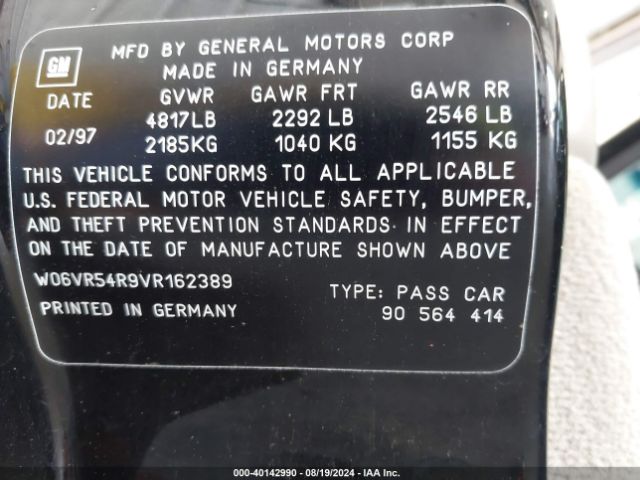 GM
MFD BY GENERAL MOTORS CORP
MADE IN GERMANY
DATE GVWR GAWR FRT GAWR RR
4817LB 2292 LB 2546 LB
02/97 2185KG 1040 KG 1155 KG
THIS VEHICLE CONFORMS TO ALL APPLICABLE
U.S. FEDERAL MOTOR VEHICLE SAFETY, BUMPER,
AND THEFT PREVENTION STANDARDS IN EFFECT
ON THE DATE OF MANUFACTURE SHOWN ABOVE
W06VR54R9VR162389
TYPE: PASS CAR
PRINTED IN GERMANY
90 564 414
000-40142990 - 08/19/2024 - IAA Inc.